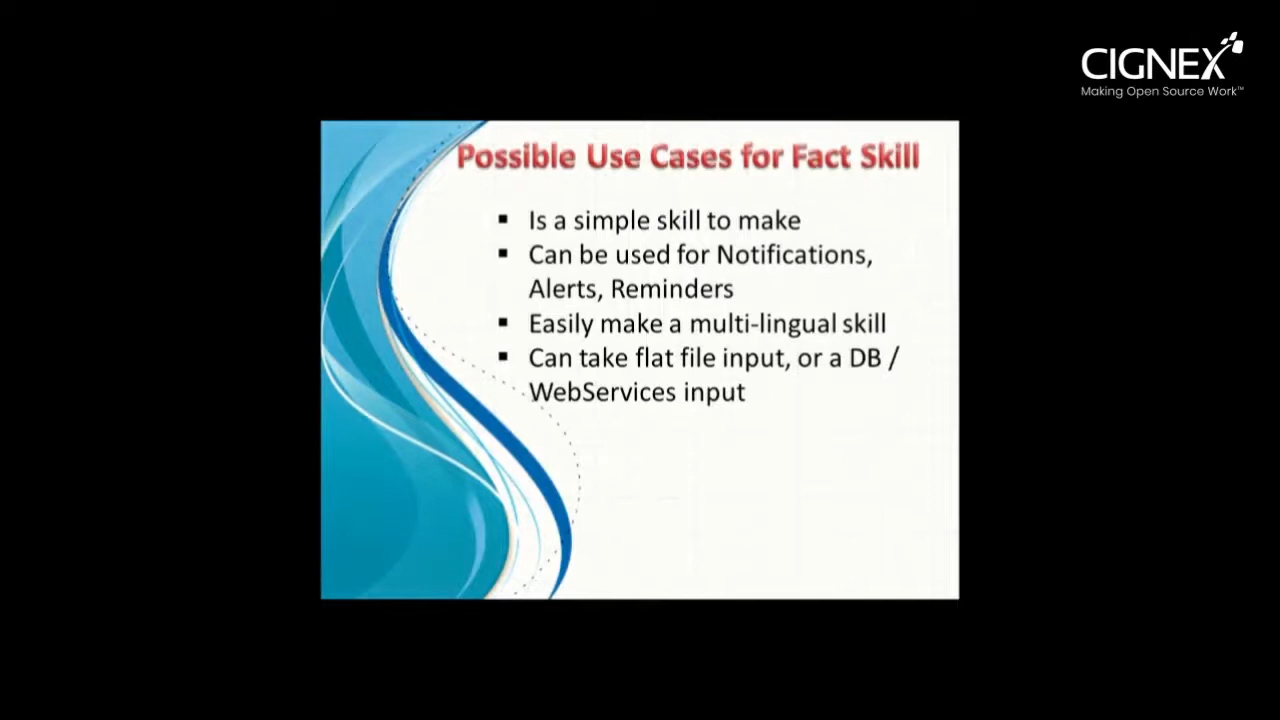 CIGNEX
Making Open Source Work™
Possible Use Cases for Fact Skill
▪ Is a simple skill to make
▪ Can be used for Notifications,
Alerts, Reminders
▪ Easily make a multi-lingual skill
▪ Can take flat file input, or a DB /
WebServices input